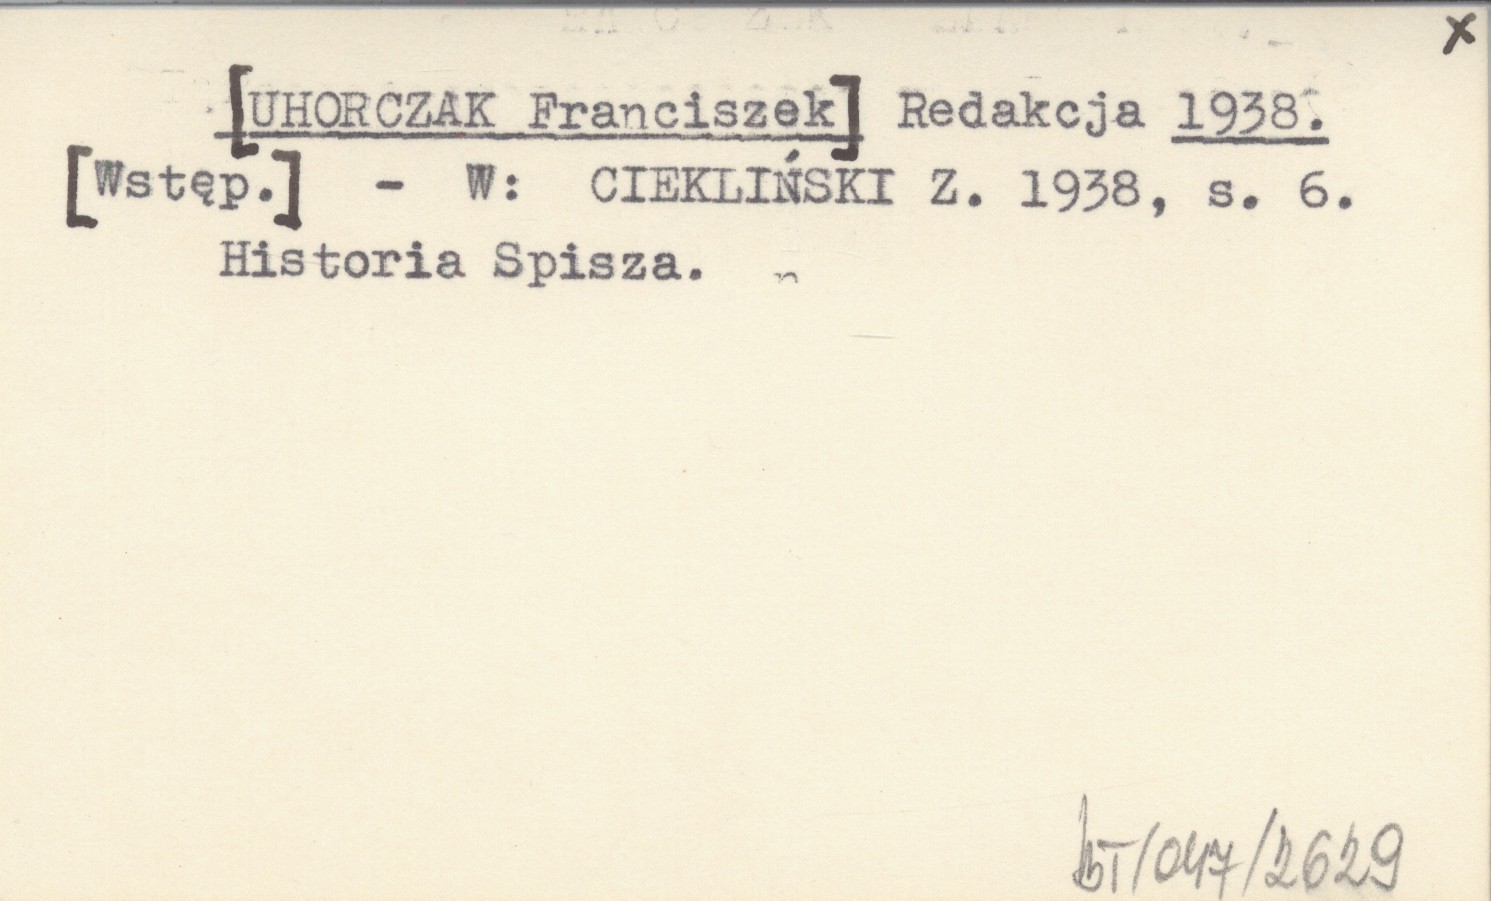 x
[UHORCZAK Franciszek] Redakcja 1938.
[Wstęp.] - W: CIEKLIŃSKI Z. 1938, s. 6.
Historia Spisza.
bT/047/2629